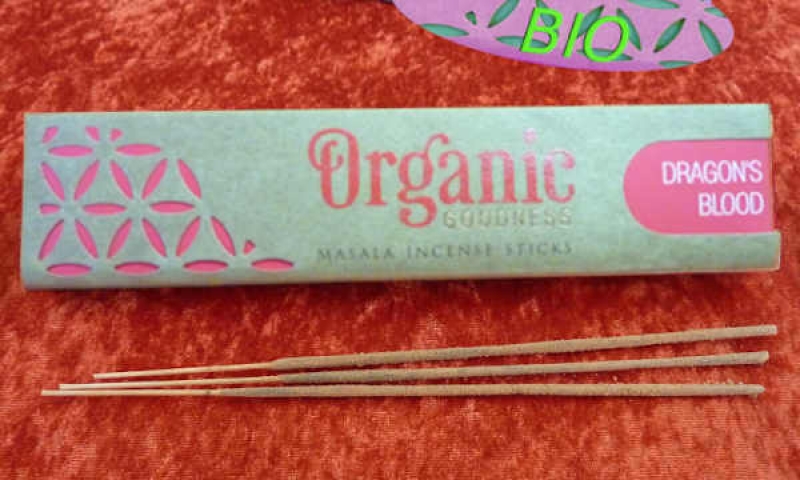 BIO
Organic
GOODNESS
MASALA INCENSE STICKS
DRAGON'S
BLOOD